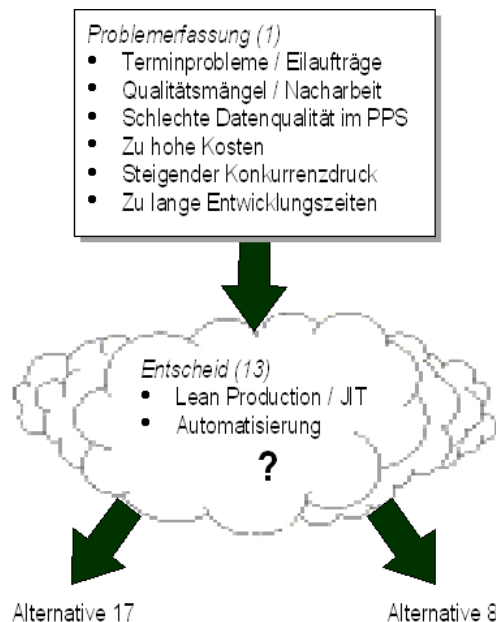 Problemerfassung (1)
• Terminprobleme / Eilaufträge
• Qualitätsmängel / Nacharbeit
• Schlechte Datenqualität im PPS
• Zu hohe Kosten
• Steigender Konkurrenzdruck
• Zu lange Entwicklungszeiten
Entscheid (13)
• Lean Production / JIT
• Automatisierung
?
Alternative 17 Alternative 8